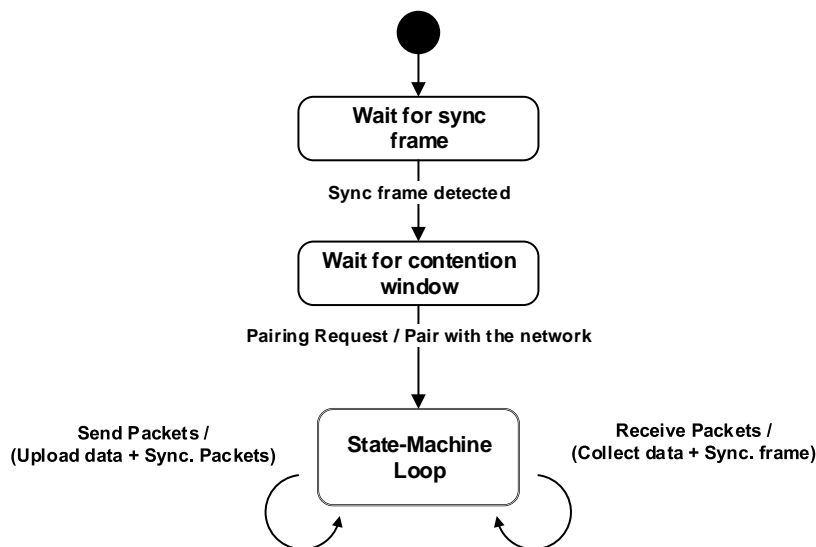 Wait for sync
frame
Sync frame detected
Wait for contention
window
Pairing Request / Pair with the network
Send Packets /
(Upload data + Sync. Packets)
State-Machine
Loop
Receive Packets /
(Collect data + Sync. frame)